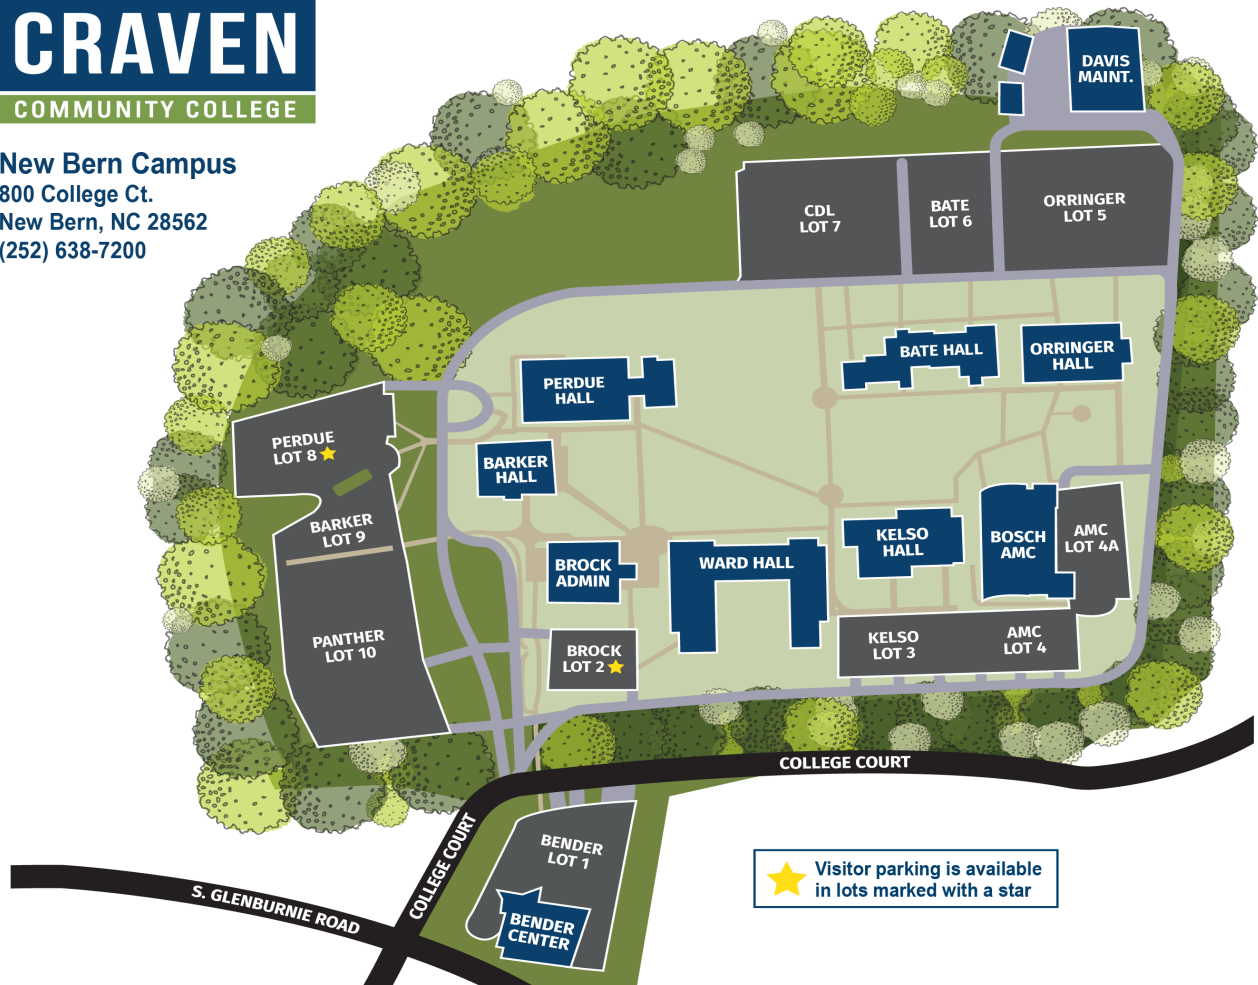 CRAVEN
COMMUNITY COLLEGE
New Bern Campus
800 College Ct.
New Bern, NC 28562
(252) 638-7200
DAVIS
MAINT.
CDL
LOT 7
BATE
LOT 6
ORRINGER
LOT 5
BATE HALL
ORRINGER
HALL
PERDUE
HALL
PERDUE
LOT 8
BARKER
HALL
BARKER
LOT 9
BROCK
ADMIN
WARD HALL
KELSO
HALL
BOSCH
AMC
AMC
LOT 4A
PANTHER
LOT 10
BROCK
LOT 2
KELSO
LOT 3
AMC
LOT 4
COLLEGE COURT
COLLEGE COURT
BENDER
LOT 1
BENDER
CENTER
S. GLENBURNIE ROAD
Visitor parking is available
in lots marked with a star